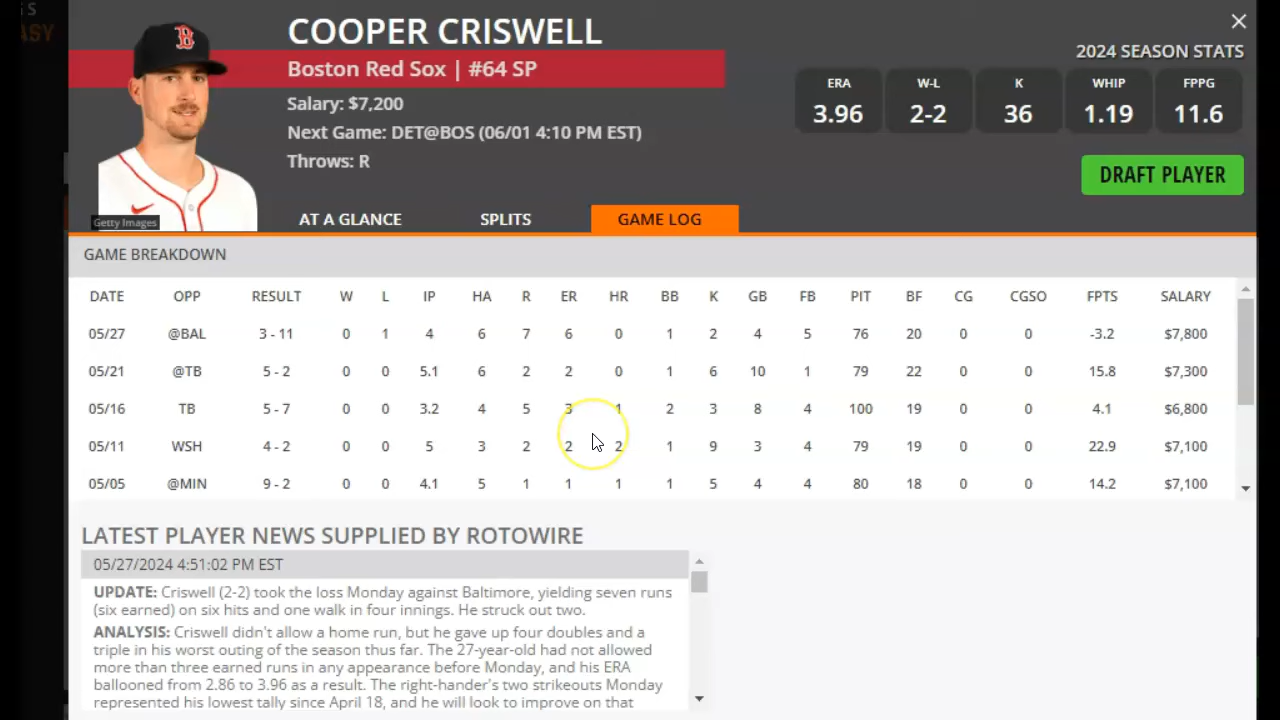 S
ASY
COOPER CRISWELL
Boston Red Sox | #64 SP
Salary: $7,200
Next Game: DET@BOS (06/01 4:10 PM EST)
Throws: R
B
Getty Images
2024 SEASON STATS
ERA W-L K WHIP FPPG
3.96 2-2 36 1.19 11.6
DRAFT PLAYER
AT A GLANCE SPLITS GAME LOG
GAME BREAKDOWN
DATE OPP RESULT W L IP HA R ER HR BB K GB FB PIT BF CG CGSO FPTS SALARY
05/27 @BAL 3 - 11 0 1 4 6 7 6 0 1 2 4 5 76 20 0 0 -3.2 $7,800
05/21 @TB 5 - 2 0 0 5.1 6 2 2 0 1 6 10 1 79 22 0 0 15.8 $7,300
05/16 TB 5 - 7 0 0 3.2 4 5 3 1 2 3 8 4 100 19 0 0 4.1 $6,800
05/11 WSH 4 - 2 0 0 5 3 2 2 2 1 9 3 4 79 19 0 0 22.9 $7,100
05/05 @MIN 9 - 2 0 0 4.1 5 1 1 1 1 5 4 4 80 18 0 0 14.2 $7,100
LATEST PLAYER NEWS SUPPLIED BY ROTOWIRE
05/27/2024 4:51:02 PM EST
UPDATE: Criswell (2-2) took the loss Monday against Baltimore, yielding seven runs
(six earned) on six hits and one walk in four innings. He struck out two.
ANALYSIS: Criswell didn't allow a home run, but he gave up four doubles and a
triple in his worst outing of the season thus far. The 27-year-old had not allowed
more than three earned runs in any appearance before Monday, and his ERA
ballooned from 2.86 to 3.96 as a result. The right-hander's two strikeouts Monday
represented his lowest tally since April 18, and he will look to improve on that